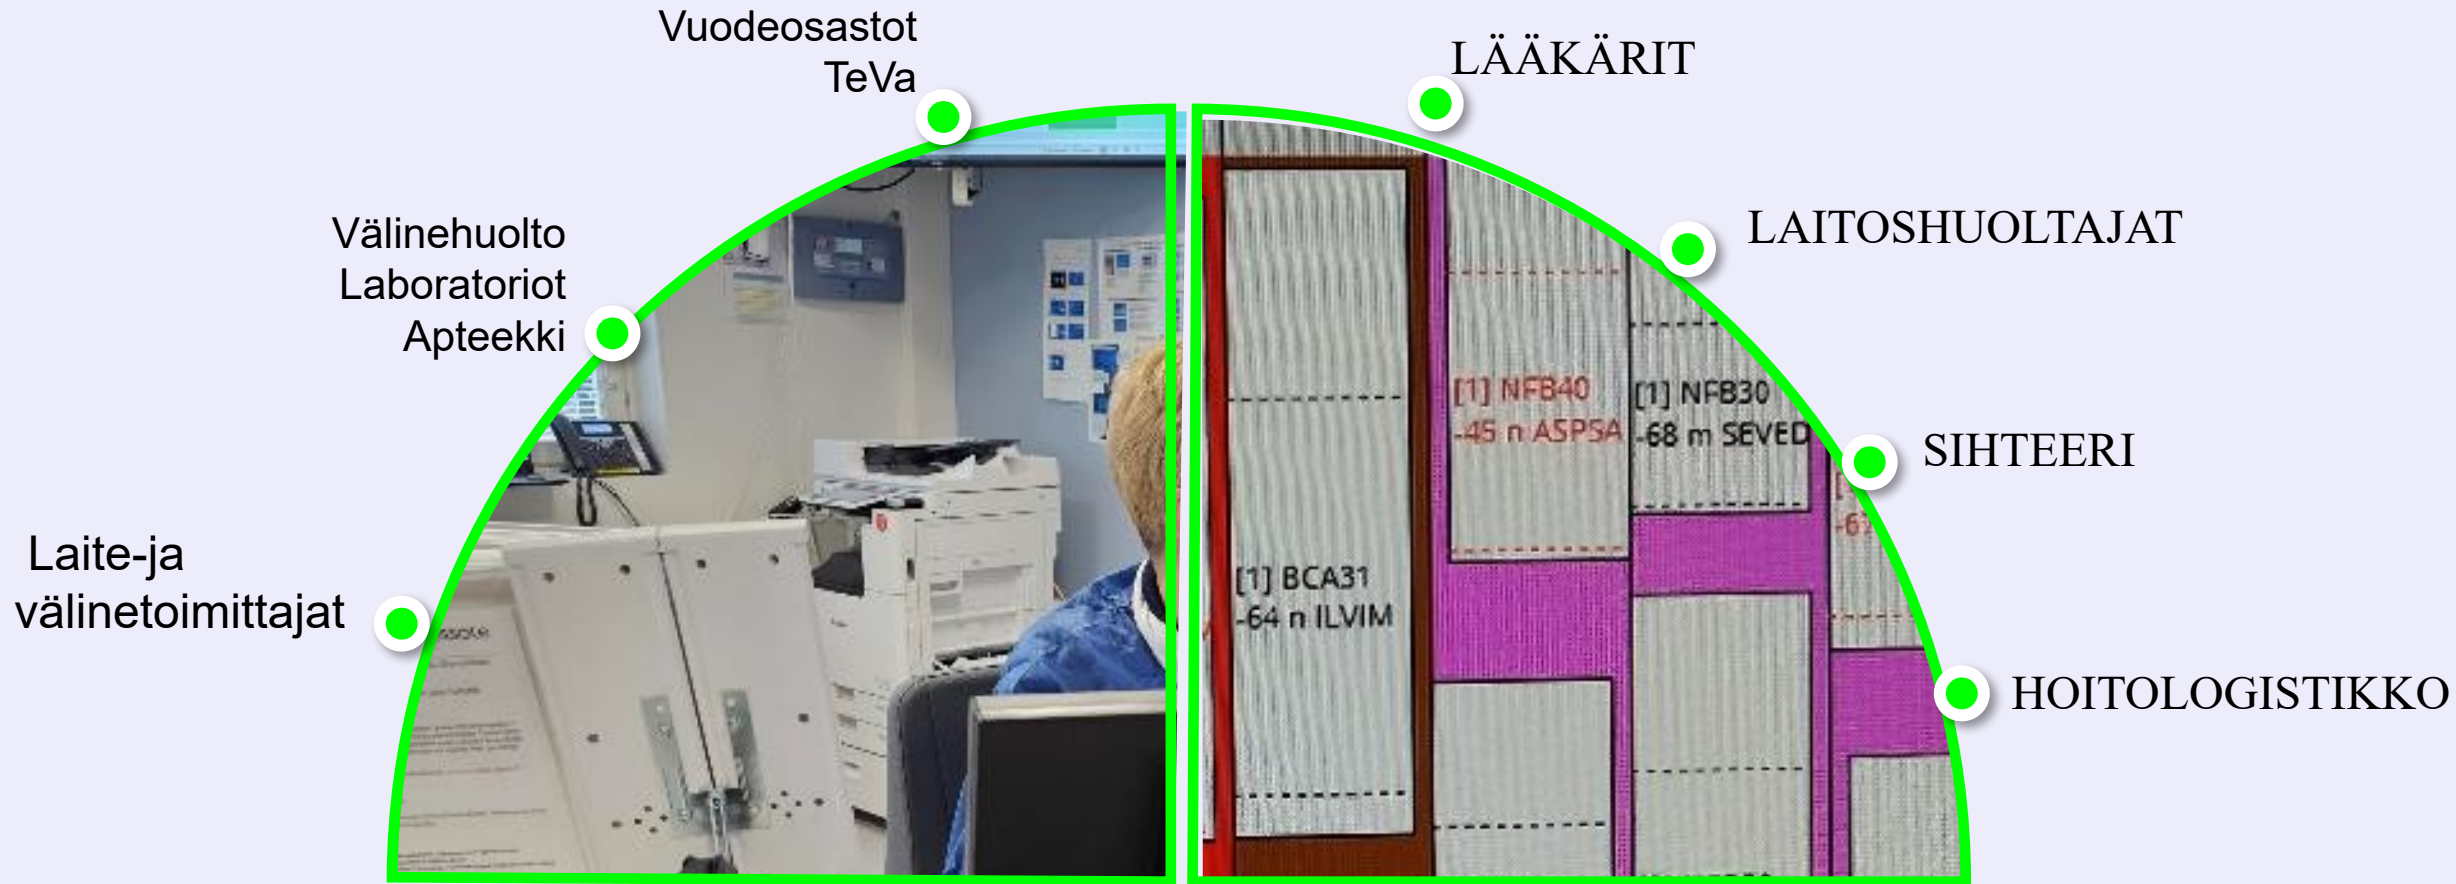 Vuodeosastot
TeVa
Välinehuolto
Laboratoriot
Apteekki
Laite-ja
välinetoimittajat
LÄÄKÄRIT
LAITOSHUOLTAJAT
SIHTEERI
HOITOLOGISTIKKO
[1] NFB40
-45 n ASPSA
[1] NFB30
-68 m SEVED
[1] BCA31
-64 n ILVIM
-67